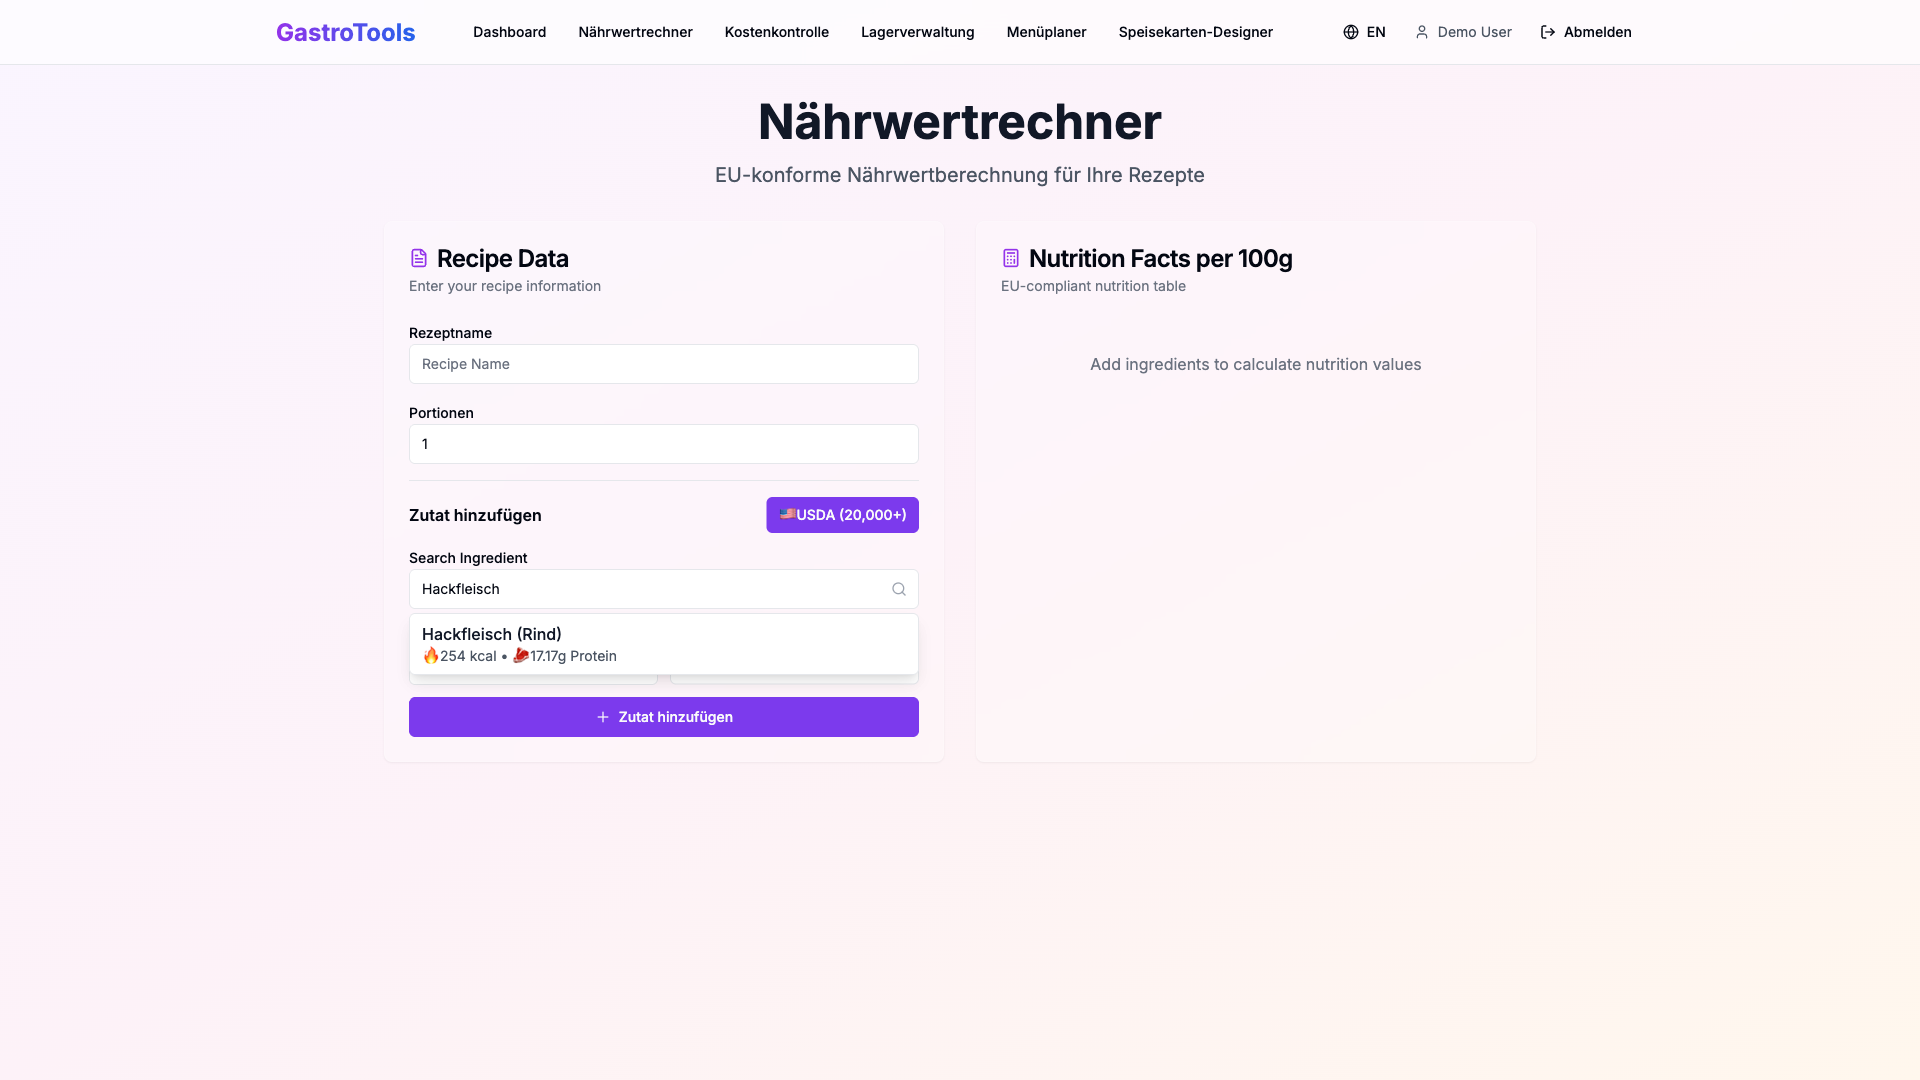 GastroTools
Dashboard
Nährwertrechner
Kostenkontrolle
Lagerverwaltung
Menüplaner
Speisekarten-Designer
EN
Demo User
Abmelden
Nährwertrechner
EU-konforme Nährwertberechnung für Ihre Rezepte
Recipe Data
Enter your recipe information
Rezeptname
Recipe Name
Portionen
1
Zutat hinzufügen
USDA (20,000+)
Search Ingredient
Hackfleisch
Hackfleisch (Rind)
🔥254 kcal • 🥩17.17g Protein
Zutat hinzufügen
Nutrition Facts per 100g
EU-compliant nutrition table
Add ingredients to calculate nutrition values